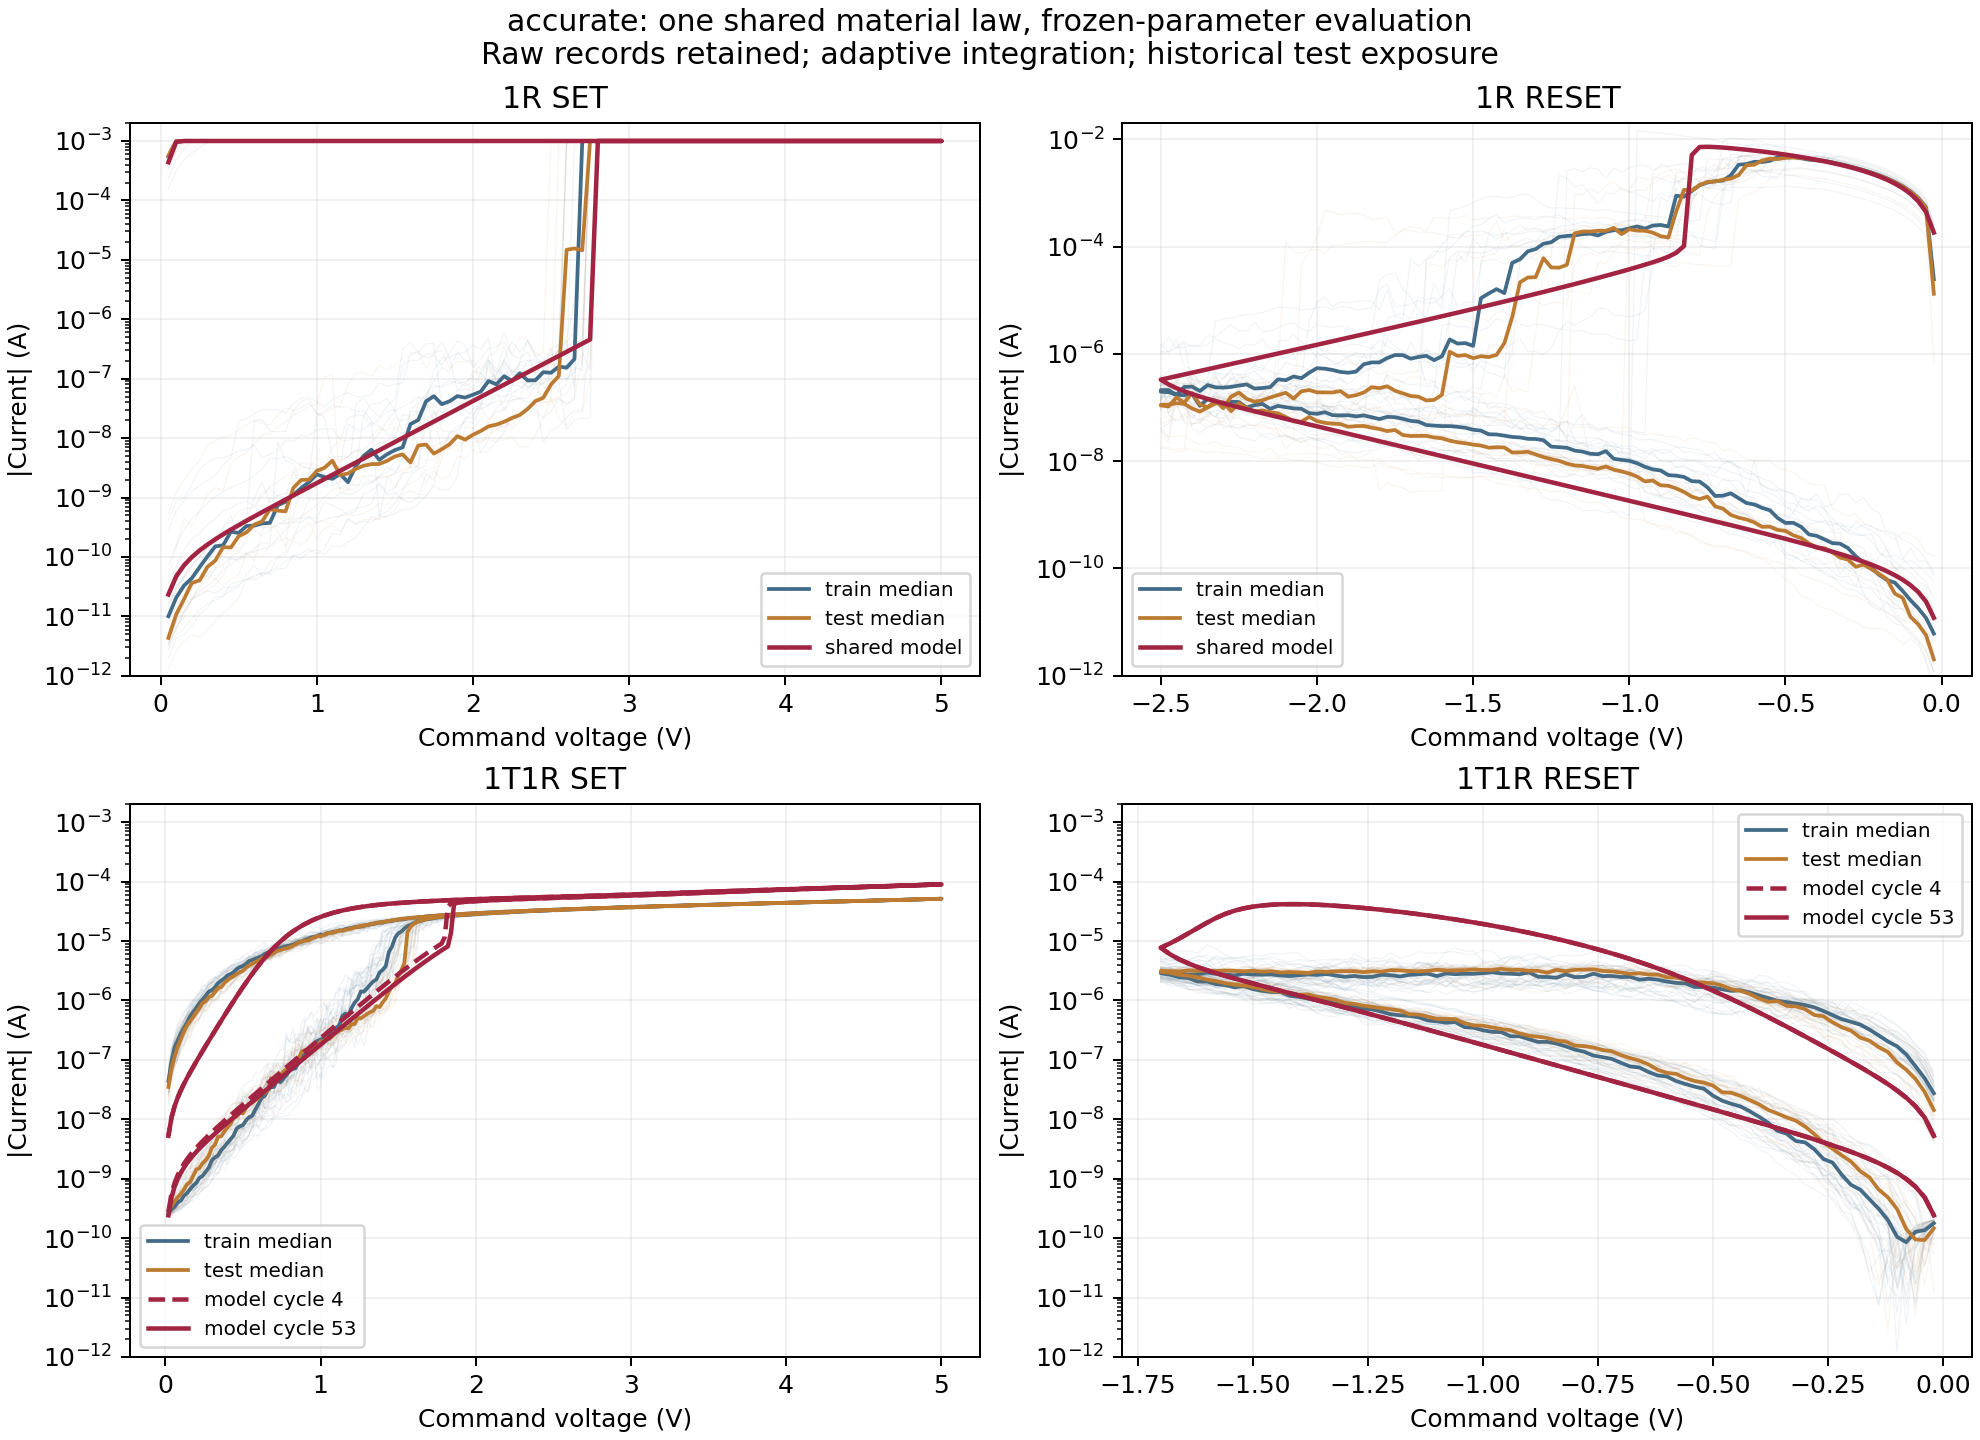 accurate: one shared material law, frozen-parameter evaluation
Raw records retained; adaptive integration; historical test exposure
1R SET
10⁻³
10⁻⁴
10⁻⁵
10⁻⁶
10⁻⁷
10⁻⁸
10⁻⁹
10⁻¹⁰
10⁻¹¹
10⁻¹²
|Current| (A)
0 1 2 3 4 5
Command voltage (V)
train median
test median
shared model
1R RESET
10⁻²
10⁻⁴
10⁻⁶
10⁻⁸
10⁻¹⁰
10⁻¹²
|Current| (A)
−2.5 −2.0 −1.5 −1.0 −0.5 0.0
Command voltage (V)
train median
test median
shared model
1T1R SET
10⁻³
10⁻⁴
10⁻⁵
10⁻⁶
10⁻⁷
10⁻⁸
10⁻⁹
10⁻¹⁰
10⁻¹¹
10⁻¹²
|Current| (A)
0 1 2 3 4 5
Command voltage (V)
train median
test median
model cycle 4
model cycle 53
1T1R RESET
10⁻³
10⁻⁴
10⁻⁵
10⁻⁶
10⁻⁷
10⁻⁸
10⁻⁹
10⁻¹⁰
10⁻¹¹
10⁻¹²
|Current| (A)
−1.75 −1.50 −1.25 −1.00 −0.75 −0.50 −0.25 0.00
Command voltage (V)
train median
test median
model cycle 4
model cycle 53